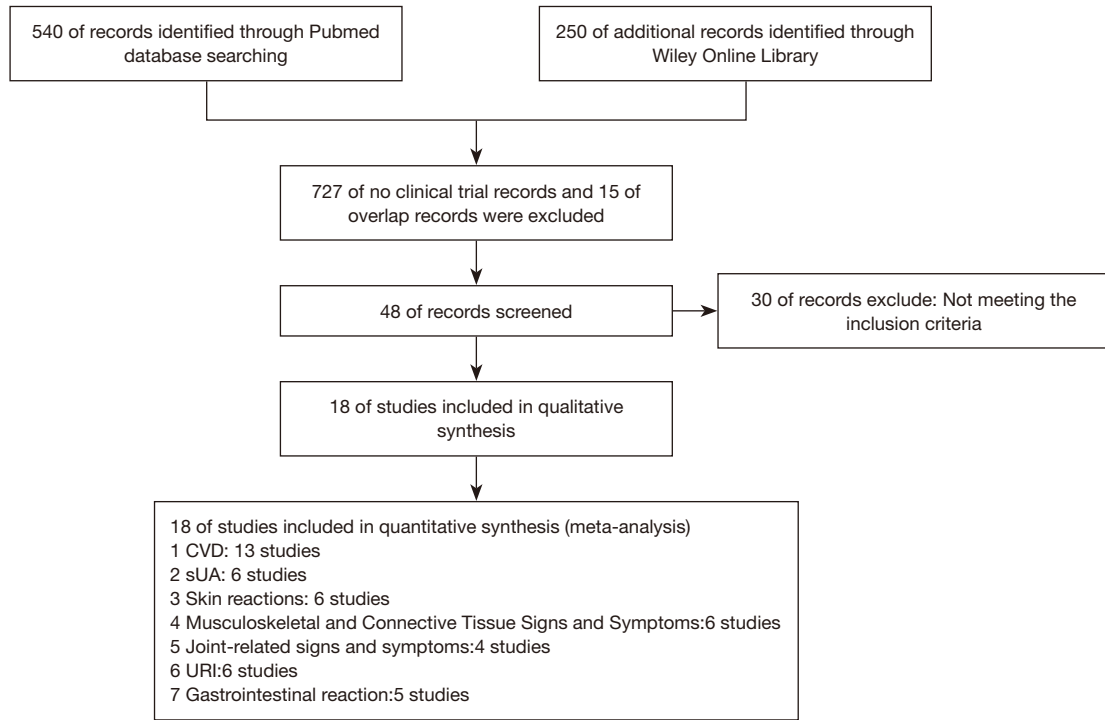 540 of records identified through Pubmed
database searching
250 of additional records identified through
Wiley Online Library
727 of no clinical trial records and 15 of
overlap records were excluded
48 of records screened
30 of records exclude: Not meeting the
inclusion criteria
18 of studies included in qualitative
synthesis
18 of studies included in quantitative synthesis (meta-analysis)
1 CVD: 13 studies
2 sUA: 6 studies
3 Skin reactions: 6 studies
4 Musculoskeletal and Connective Tissue Signs and Symptoms:6 studies
5 Joint-related signs and symptoms:4 studies
6 URI:6 studies
7 Gastrointestinal reaction:5 studies